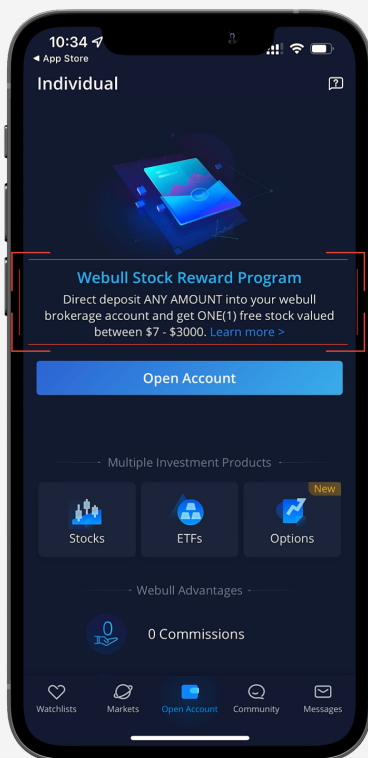 10:34
◀ App Store
Individual
Webull Stock Reward Program
Direct deposit ANY AMOUNT into your webull
brokerage account and get ONE(1) free stock valued
between $7 - $3000. Learn more >
Open Account
Multiple Investment Products
New
Stocks
ETFs
Options
Webull Advantages
0
0 Commissions
Watchlists
Markets
Open Account
Community
Messages